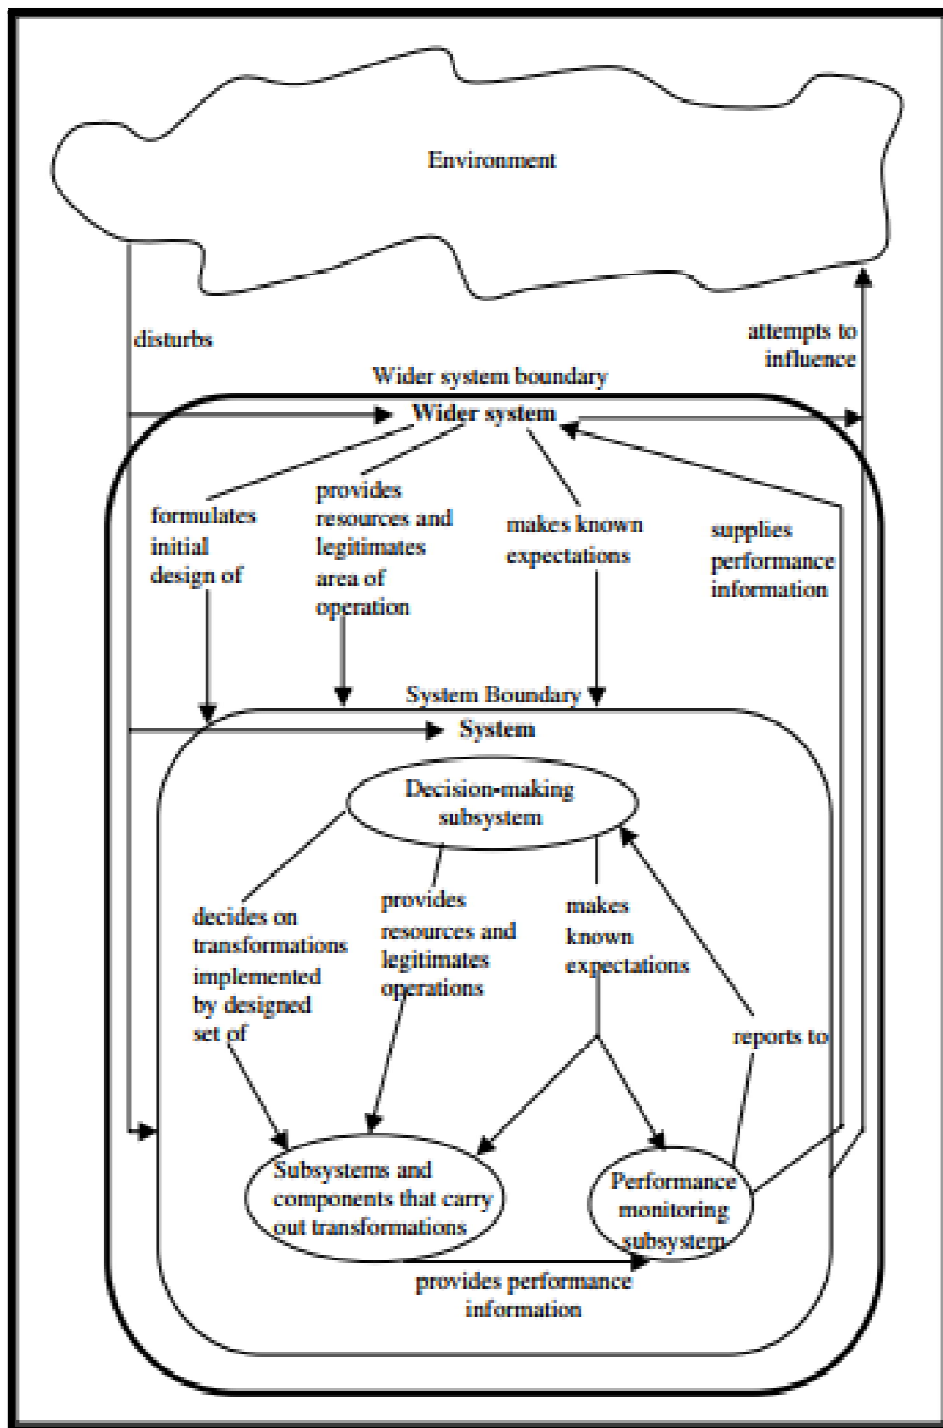 Environment
disturbs
attempts to
influence
Wider system boundary
Wider system
formulates
initial
design of
provides
resources and
legitimates
area of
operation
makes known
expectations
supplies
performance
information
System Boundary
System
Decision-making
subsystem
decides on
transformations
implemented
by designed
set of
provides
resources and
legitimates
operations
makes
known
expectations
reports to
Subsystems and
components that carry
out transformations
Performance
monitoring
subsystem
provides performance
information